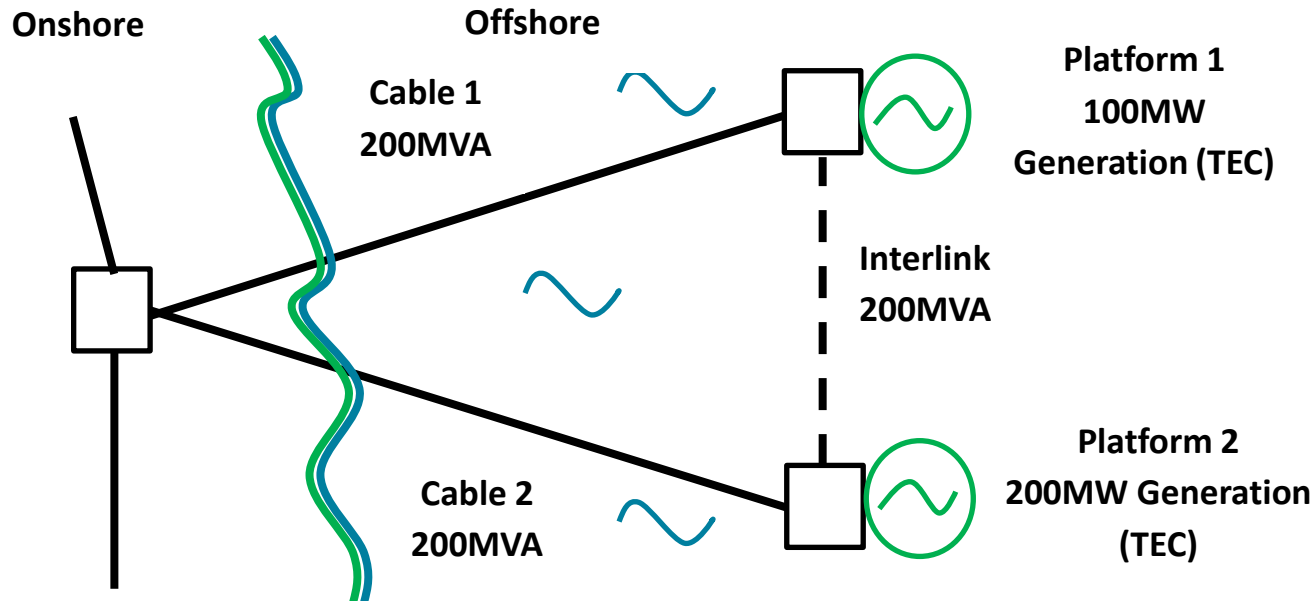 Onshore
Offshore
Cable 1
200MVA
Platform 1
100MW
Generation (TEC)
Interlink
200MVA
Cable 2
200MVA
Platform 2
200MW Generation
(TEC)